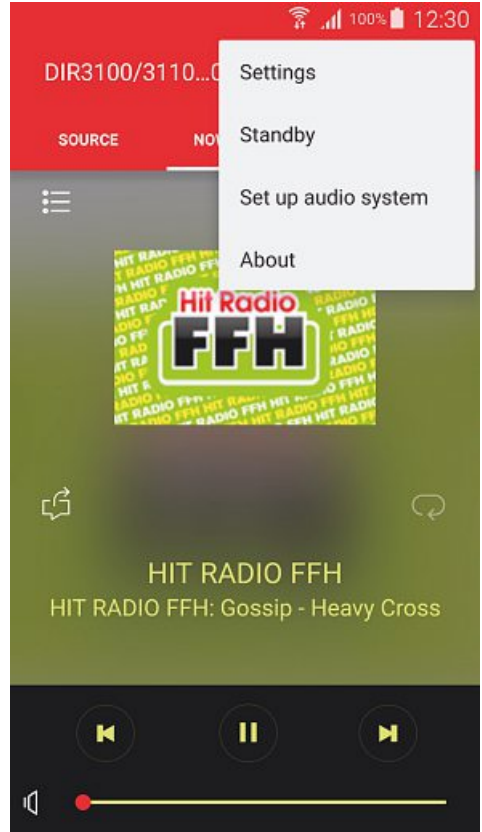 100% 12:30
DIR3100/3110...
Settings
Standby
Set up audio system
About
SOURCE
Hit Radio
FFH
HIT RADIO FFH
HIT RADIO FFH: Gossip - Heavy Cross